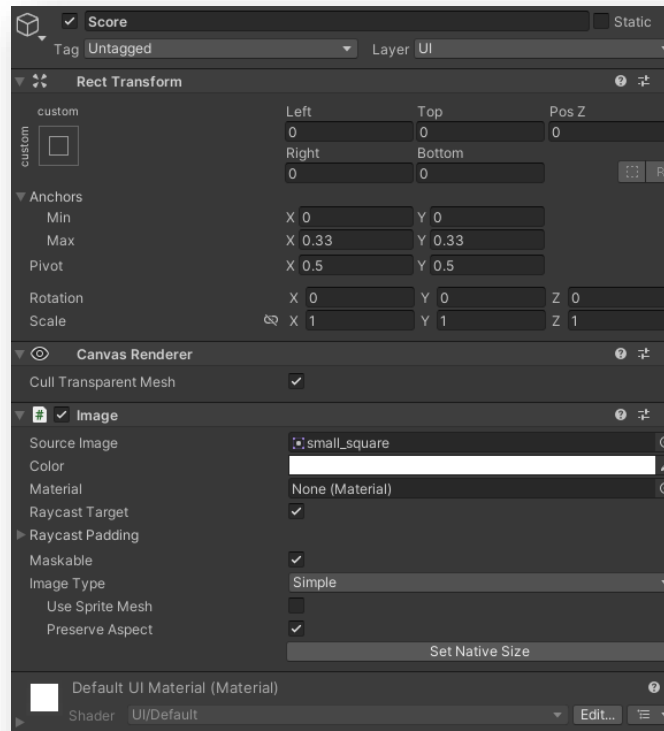 Score Static
Tag Untagged Layer UI
Rect Transform
custom Left Top Pos Z
custom 0 0 0
Right Bottom
0 0 R
Anchors
Min X 0 Y 0
Max X 0.33 Y 0.33
Pivot X 0.5 Y 0.5
Rotation X 0 Y 0 Z 0
Scale X 1 Y 1 Z 1
Canvas Renderer
Cull Transparent Mesh
# Image
Source Image small_square
Color
Material None (Material)
Raycast Target
Raycast Padding
Maskable
Image Type Simple
Use Sprite Mesh
Preserve Aspect
Set Native Size
Default UI Material (Material)
Shader UI/Default Edit...